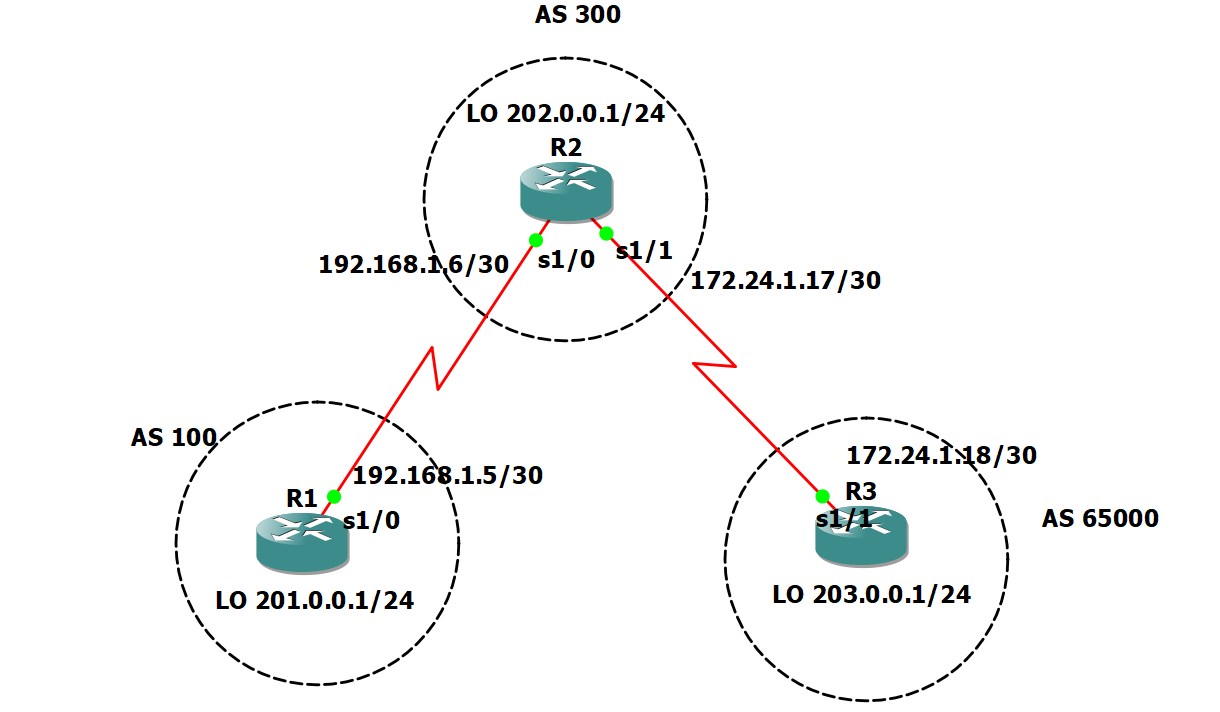 AS 300
LO 202.0.0.1/24
R2
192.168.1.6/30
s1/0
s1/1
172.24.1.17/30
AS 100
192.168.1.5/30
R1
s1/0
LO 201.0.0.1/24
172.24.1.18/30
R3
s1/1
AS 65000
LO 203.0.0.1/24